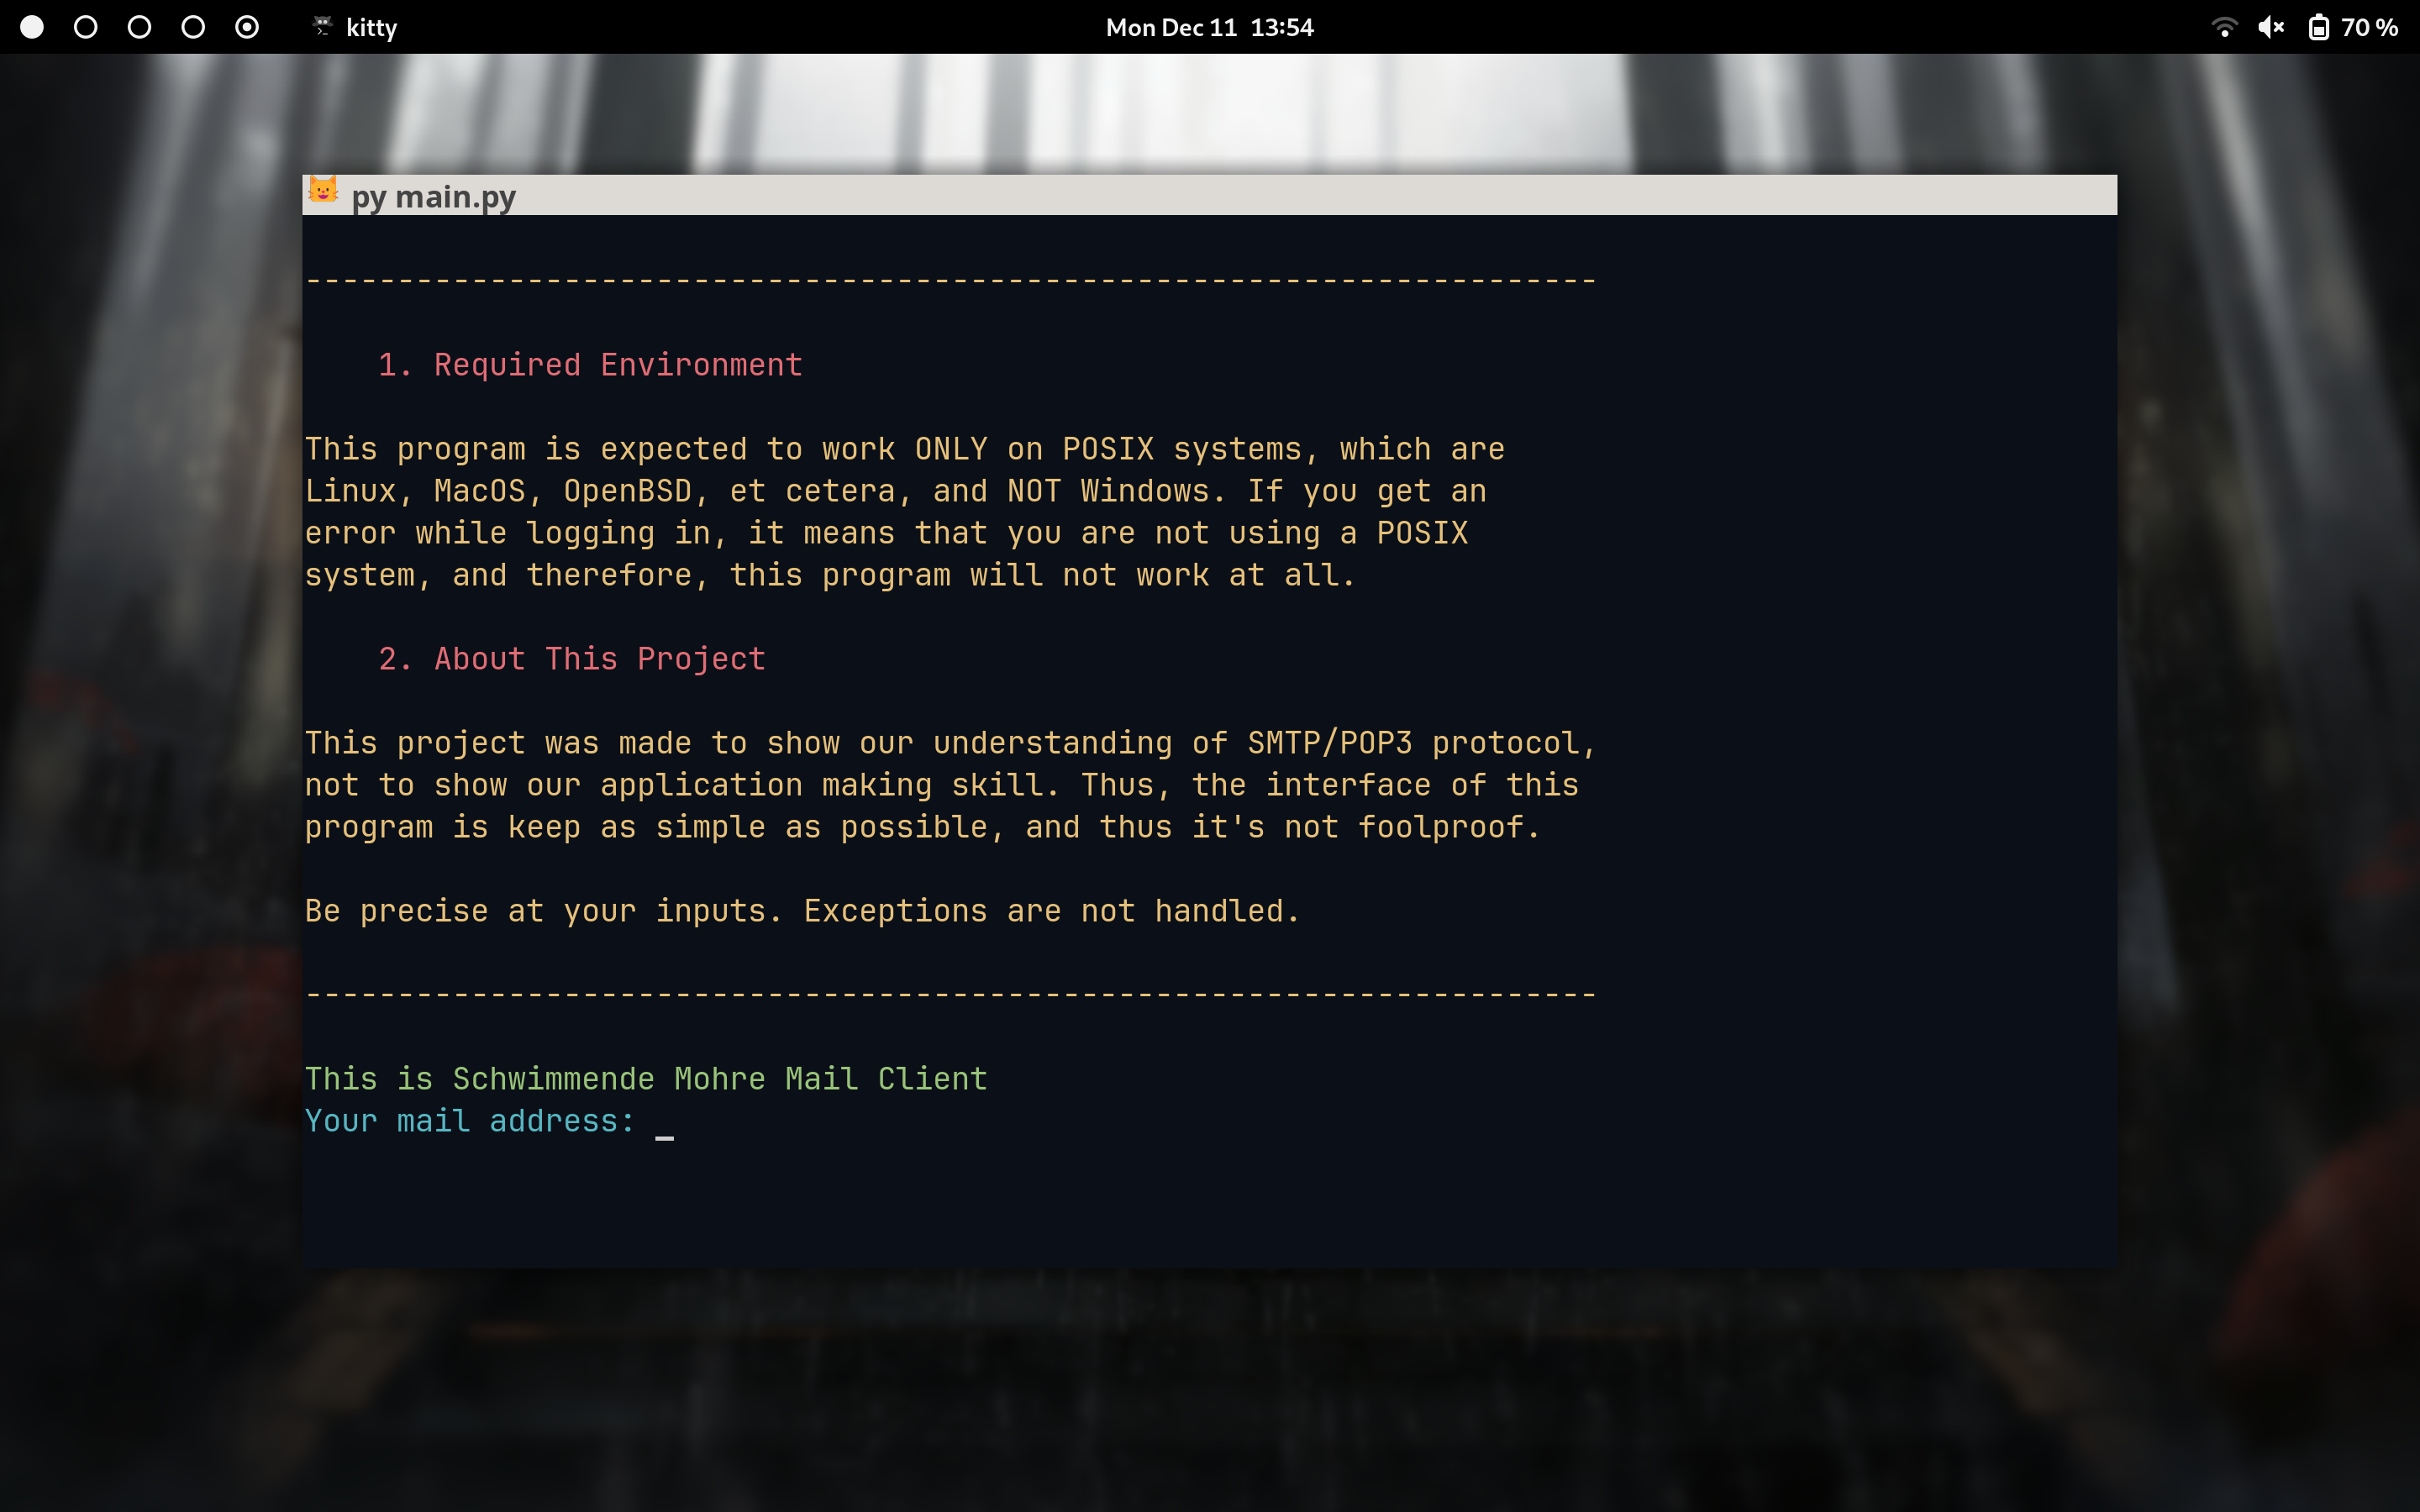 kitty
Mon Dec 11 13:54
70 %
py main.py
----------------------------------------------------------------------
1. Required Environment
This program is expected to work ONLY on POSIX systems, which are
Linux, MacOS, OpenBSD, et cetera, and NOT Windows. If you get an
error while logging in, it means that you are not using a POSIX
system, and therefore, this program will not work at all.
2. About This Project
This project was made to show our understanding of SMTP/POP3 protocol,
not to show our application making skill. Thus, the interface of this
program is keep as simple as possible, and thus it's not foolproof.
Be precise at your inputs. Exceptions are not handled.
----------------------------------------------------------------------
This is Schwimmende Mohre Mail Client
Your mail address: _